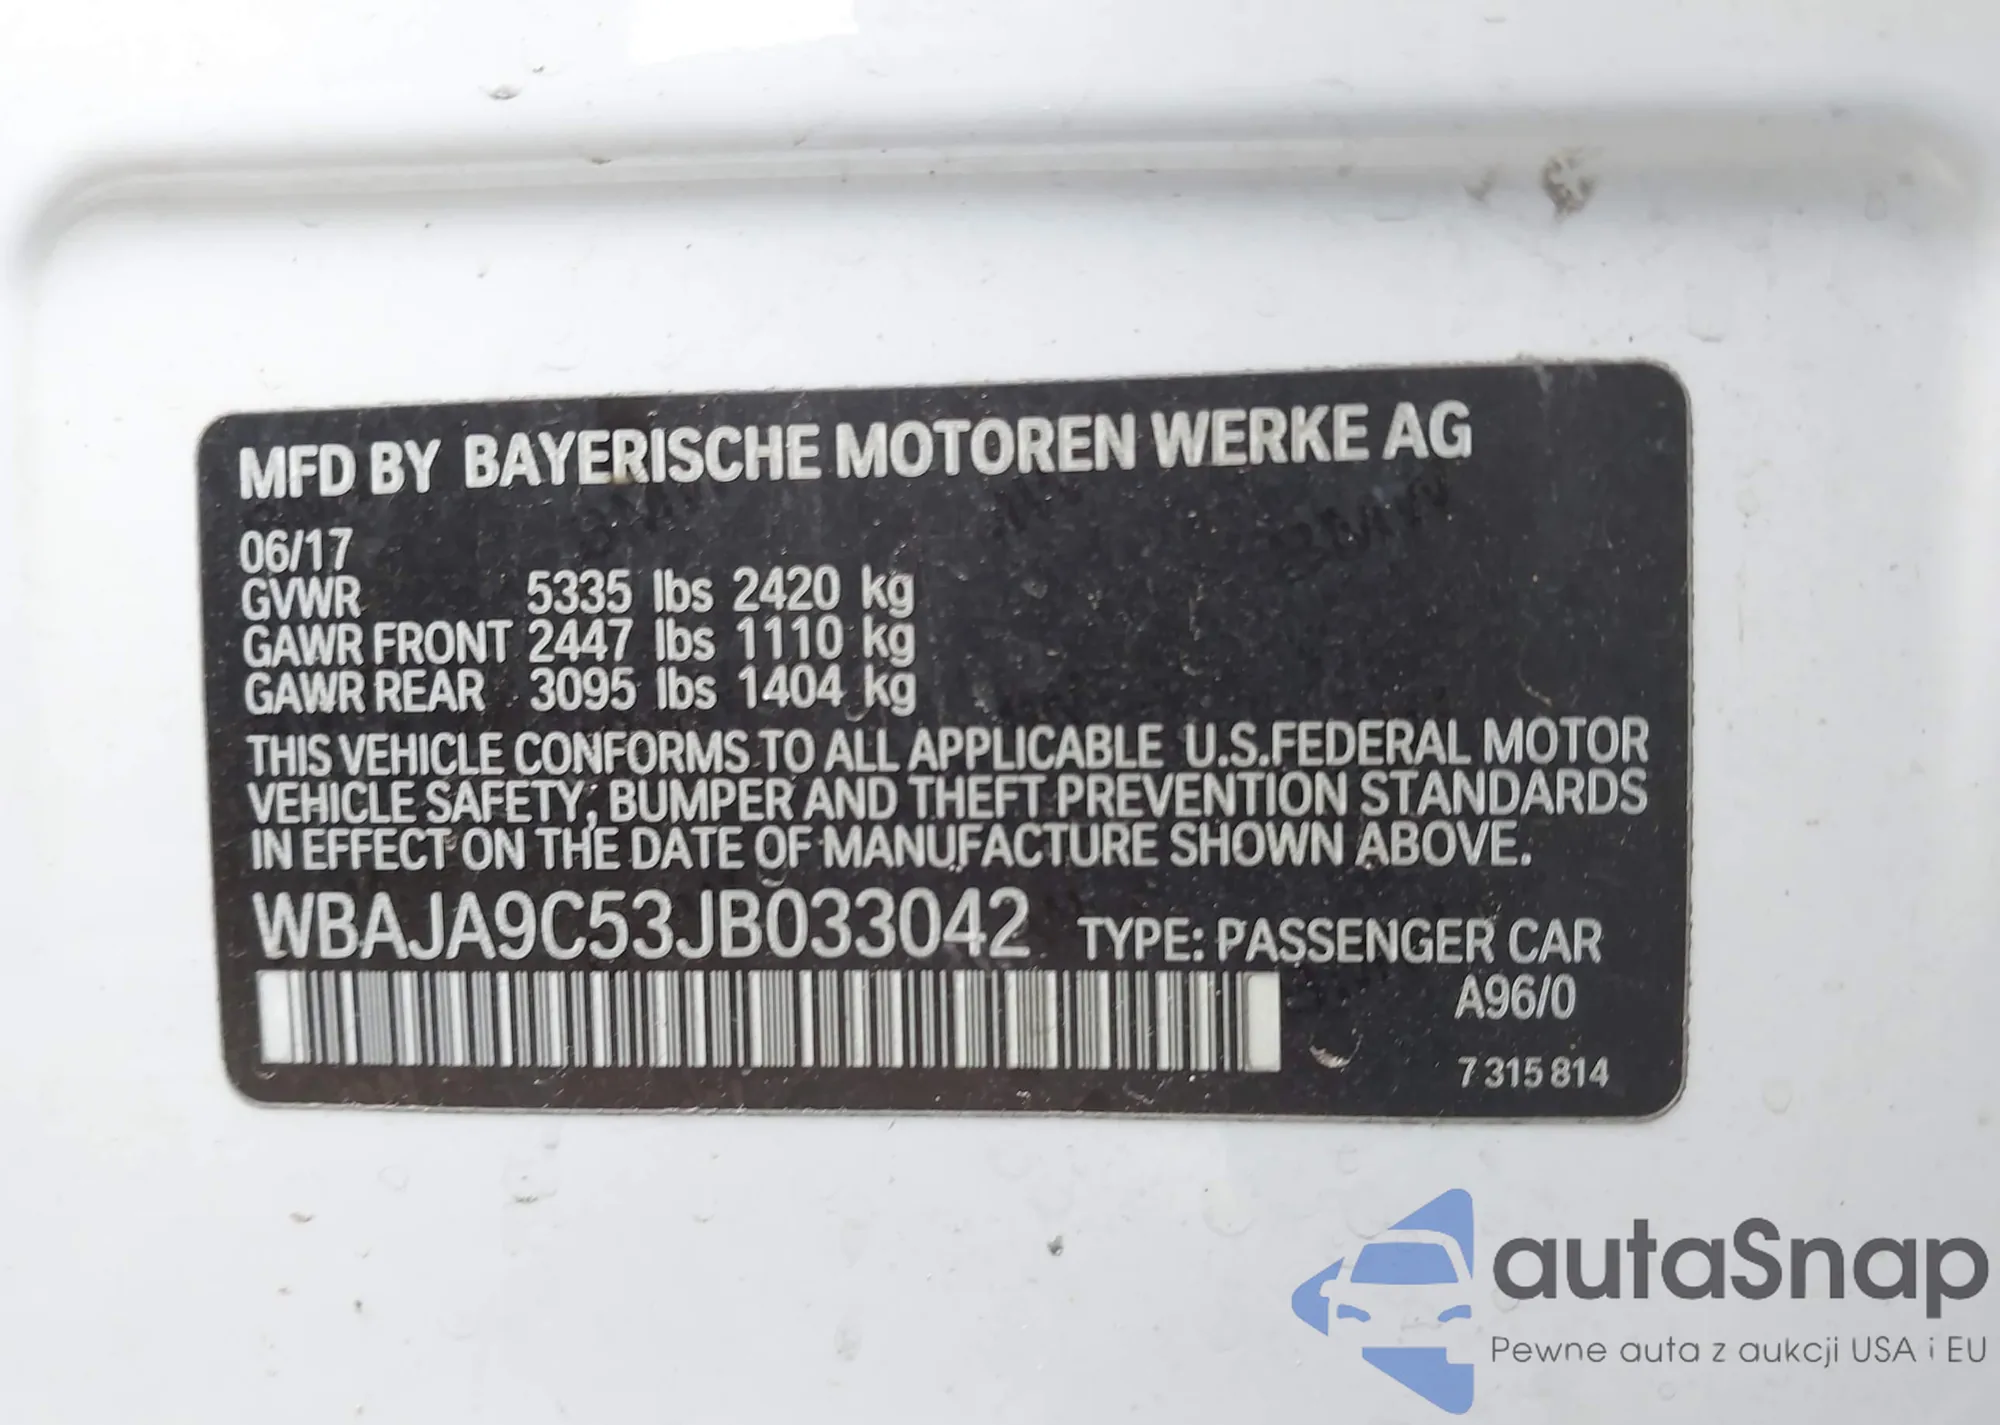 MFD BY BAYERISCHE MOTOREN WERKE AG
06/17
GVWR 5335 lbs 2420 kg
GAWR FRONT 2447 lbs 1110 kg
GAWR REAR 3095 lbs 1404 kg
THIS VEHICLE CONFORMS TO ALL APPLICABLE U.S.FEDERAL MOTOR
VEHICLE SAFETY, BUMPER AND THEFT PREVENTION STANDARDS
IN EFFECT ON THE DATE OF MANUFACTURE SHOWN ABOVE.
WBAJA9C53JB033042 TYPE: PASSENGER CAR
A96/0
7 315 814
autaSnap
Pewne auta z aukcji USA i EU